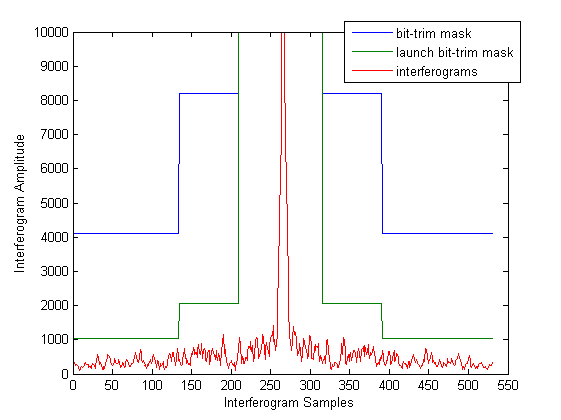 bit-trim mask
launch bit-trim mask
interferograms
10000
9000
8000
7000
6000
5000
4000
3000
2000
1000
0
Interferogram Amplitude
0 50 100 150 200 250 300 350 400 450 500 550
Interferogram Samples